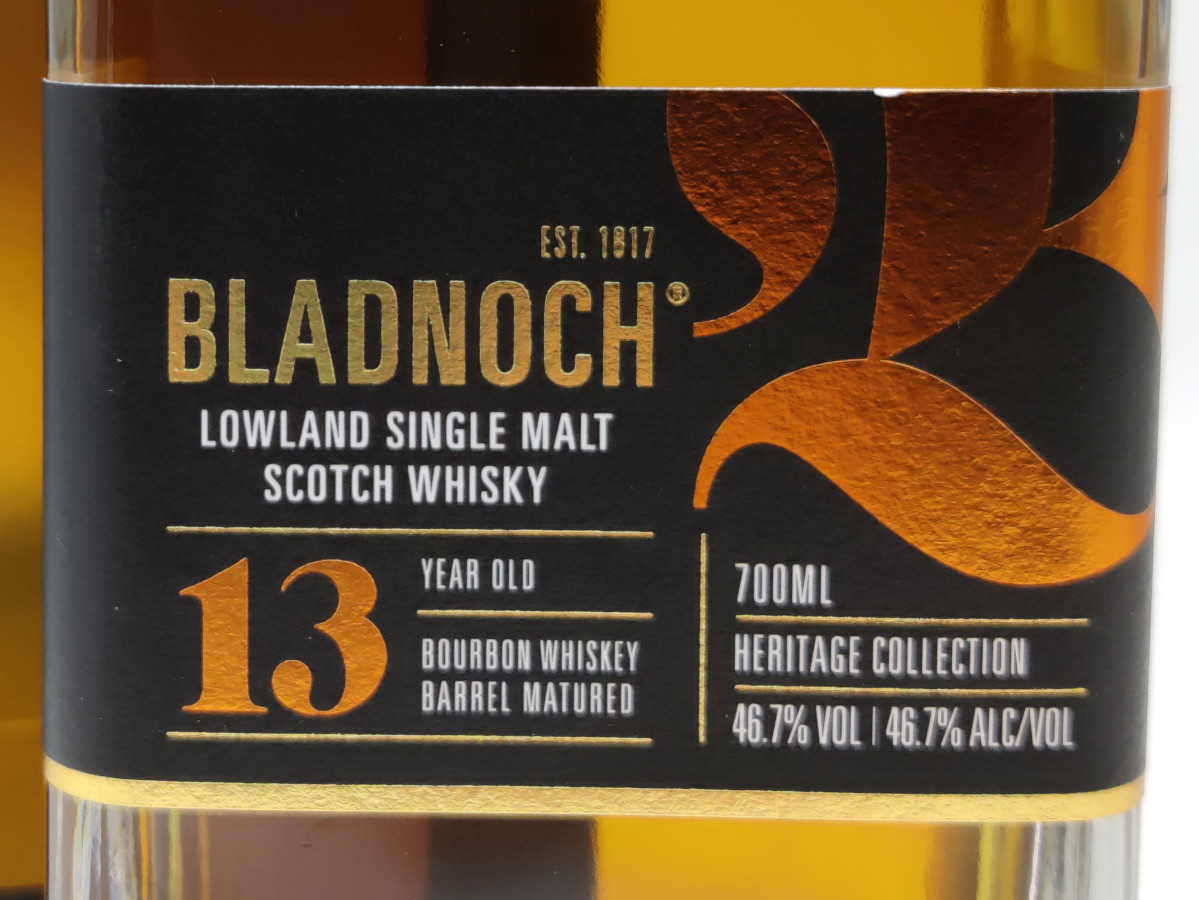 EST. 1817
BLADNOCH®
LOWLAND SINGLE MALT
SCOTCH WHISKY
13
YEAR OLD
BOURBON WHISKEY
BARREL MATURED
700ML
HERITAGE COLLECTION
46.7% VOL | 46.7% ALC/VOL